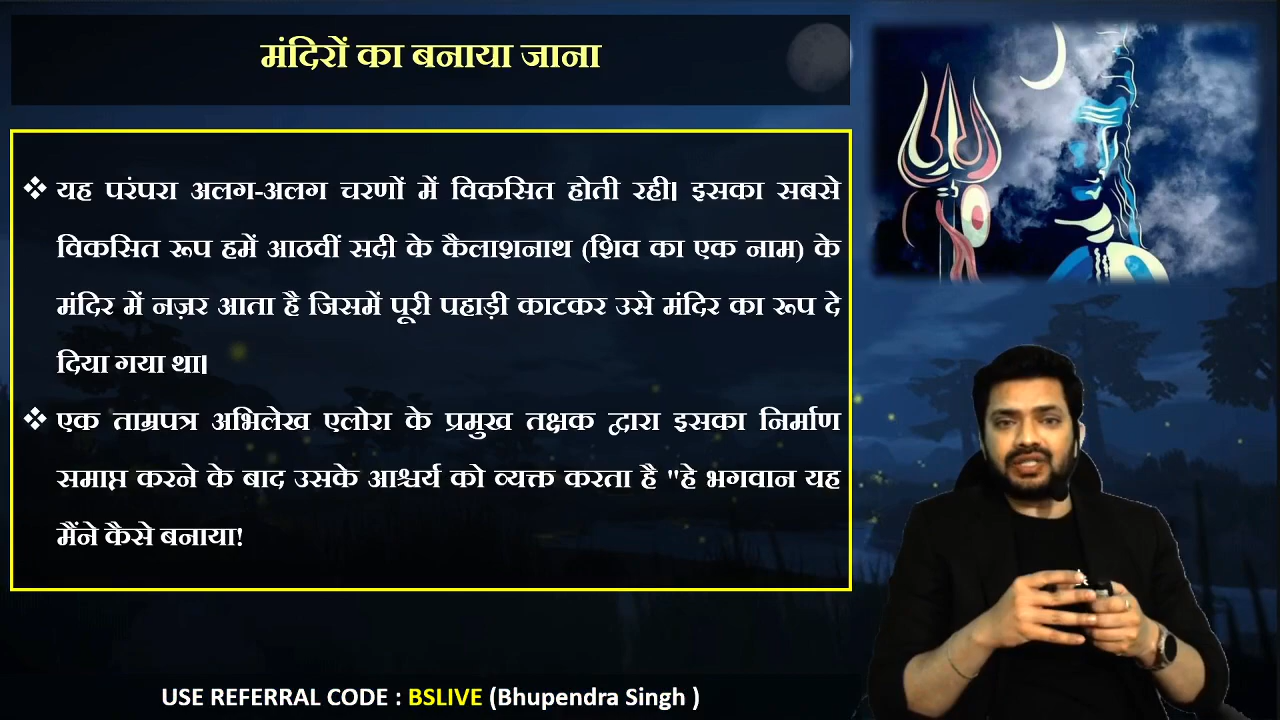 मंदिरों का बनाया जाना
❖ यह परंपरा अलग-अलग चरणों में विकसित होती रही। इसका सबसे
विकसित रूप हमें आठवीं सदी के कैलाशनाथ (शिव का एक नाम) के
मंदिर में नज़र आता है जिसमें पूरी पहाड़ी काटकर उसे मंदिर का रूप दे
दिया गया था।
❖ एक ताम्रपत्र अभिलेख एलोरा के प्रमुख तक्षक द्वारा इसका निर्माण
समाप्त करने के बाद उसके आश्चर्य को व्यक्त करता है "हे भगवान यह
मैंने कैसे बनाया!
USE REFERRAL CODE : BSLIVE (Bhupendra Singh )